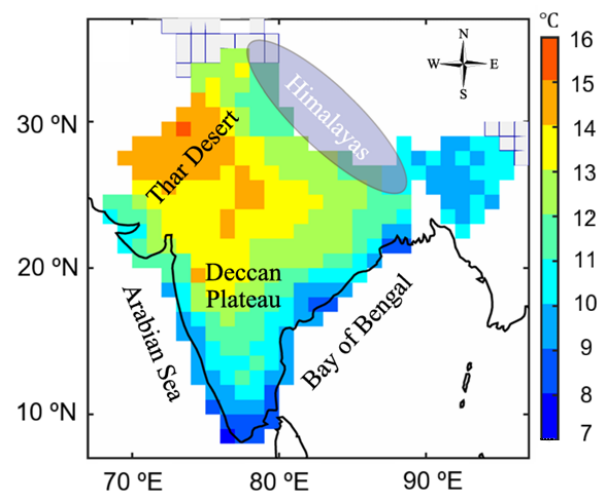 °C
N
W E
S
16
15
14
13
12
11
10
9
8
7
30 ºN
20 ºN
10 ºN
Himalayas
Thar Desert
Deccan
Plateau
Arabian Sea
Bay of Bengal
70 ºE 80 ºE 90 ºE